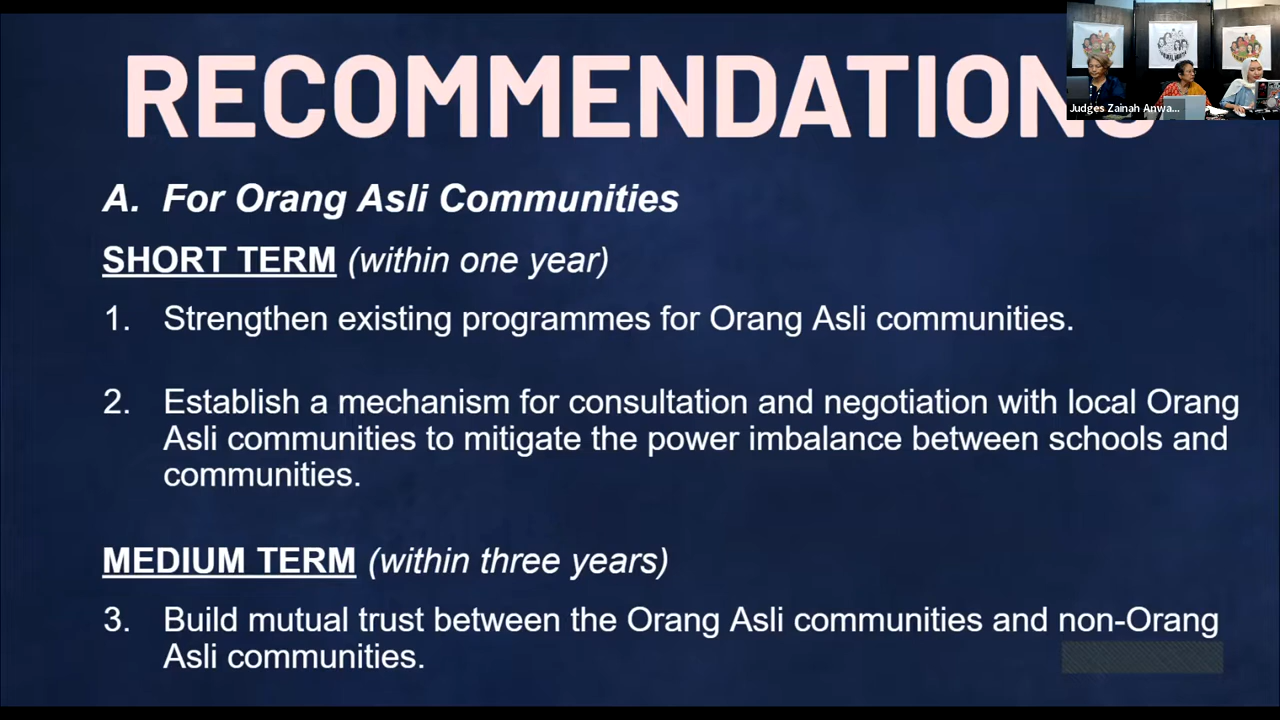 RECOMMENDATIONS
Judges Zainah Anwa...
A. For Orang Asli Communities
SHORT TERM (within one year)
1. Strengthen existing programmes for Orang Asli communities.
2. Establish a mechanism for consultation and negotiation with local Orang
Asli communities to mitigate the power imbalance between schools and
communities.
MEDIUM TERM (within three years)
3. Build mutual trust between the Orang Asli communities and non-Orang
Asli communities.